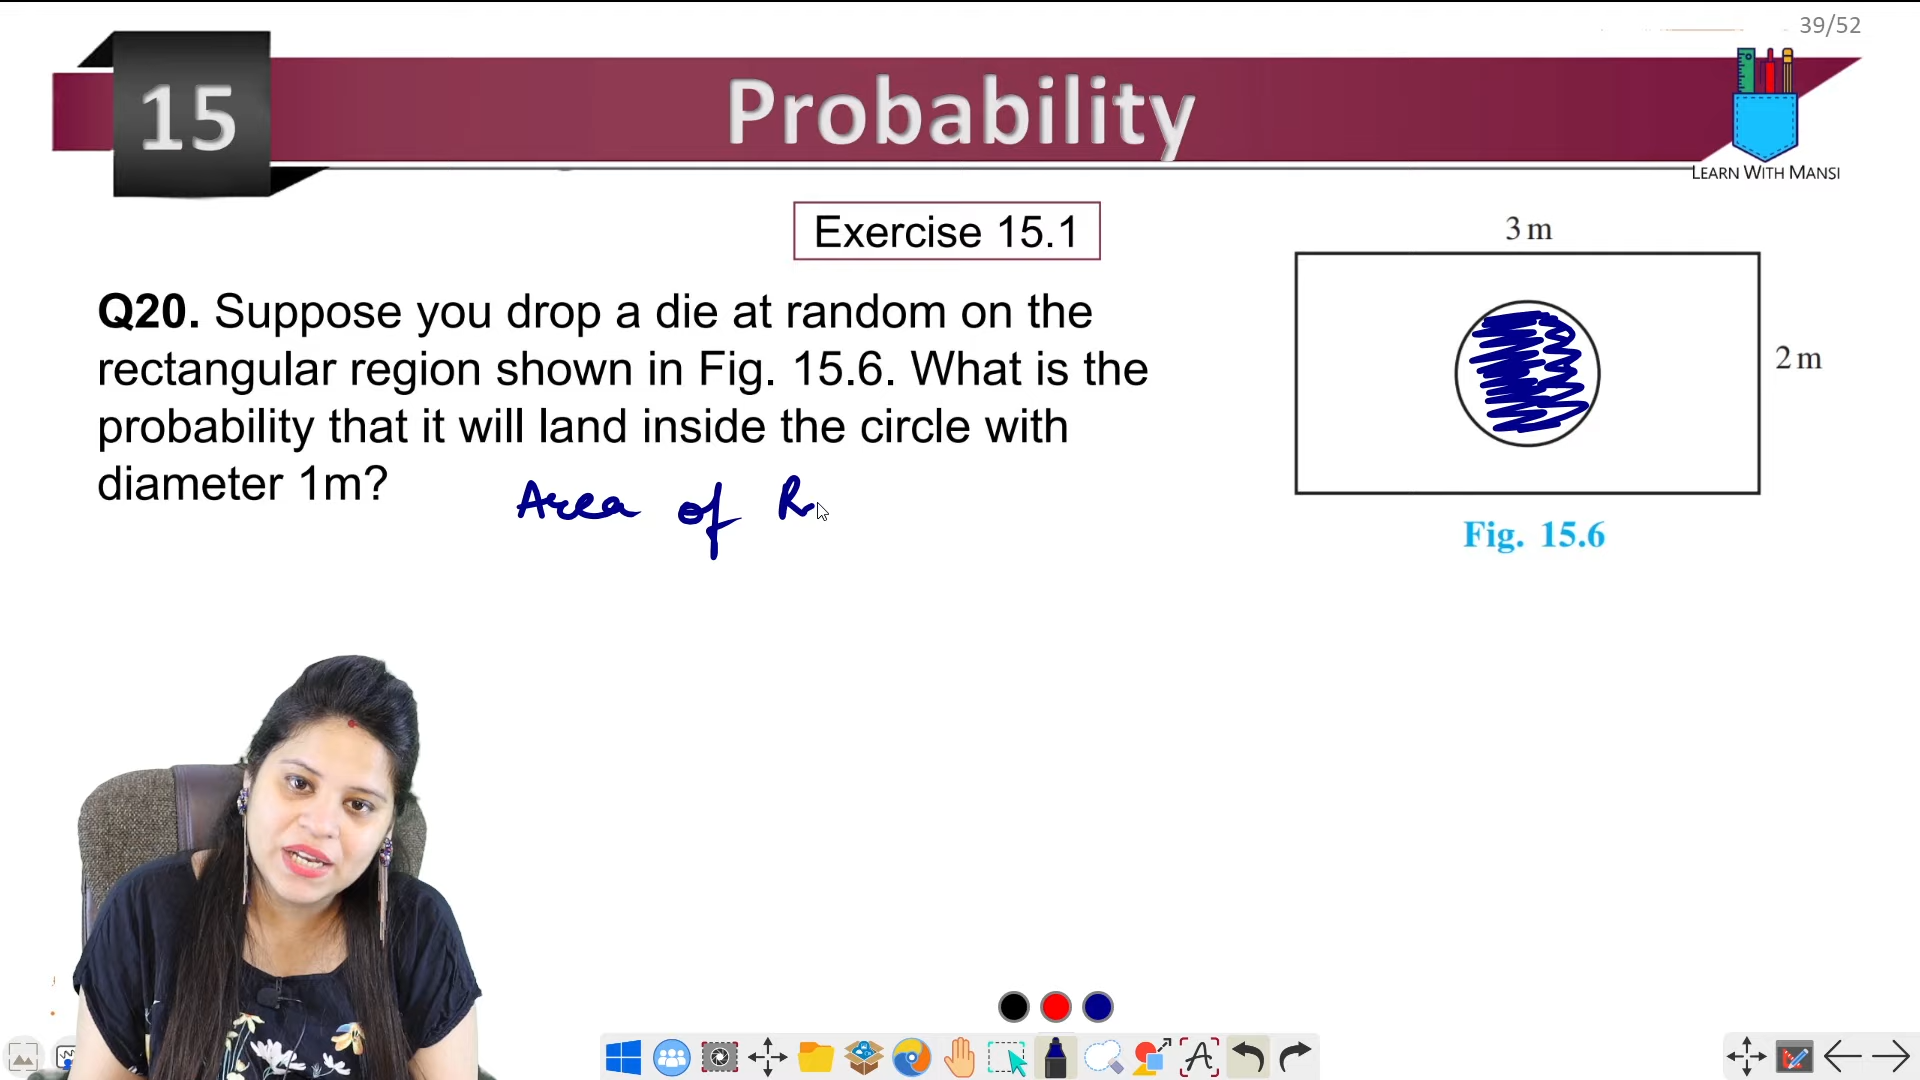 39/52
15
Probability
LEARN WITH MANSI
Exercise 15.1
3 m
Q20. Suppose you drop a die at random on the
rectangular region shown in Fig. 15.6. What is the
probability that it will land inside the circle with
diameter 1m?
2 m
Area of R
Fig. 15.6